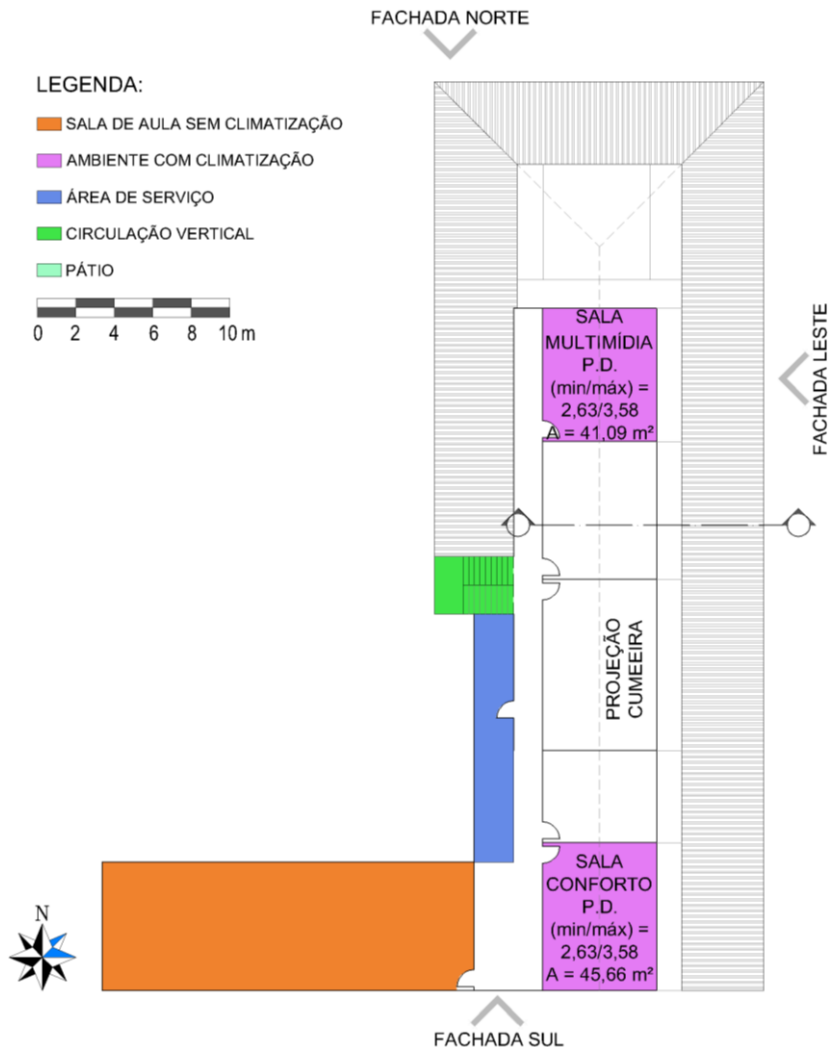 FACHADA NORTE
LEGENDA:
SALA DE AULA SEM CLIMATIZAÇÃO
AMBIENTE COM CLIMATIZAÇÃO
ÁREA DE SERVIÇO
CIRCULAÇÃO VERTICAL
PÁTIO
0 2 4 6 8 10 m
SALA
MULTIMÍDIA
P.D.
(min/máx) =
2,63/3,58
A = 41,09 m²
FACHADA LESTE
PROJEÇÃO
CUMEEIRA
SALA
CONFORTO
P.D.
(min/máx) =
2,63/3,58
A = 45,66 m²
N
FACHADA SUL